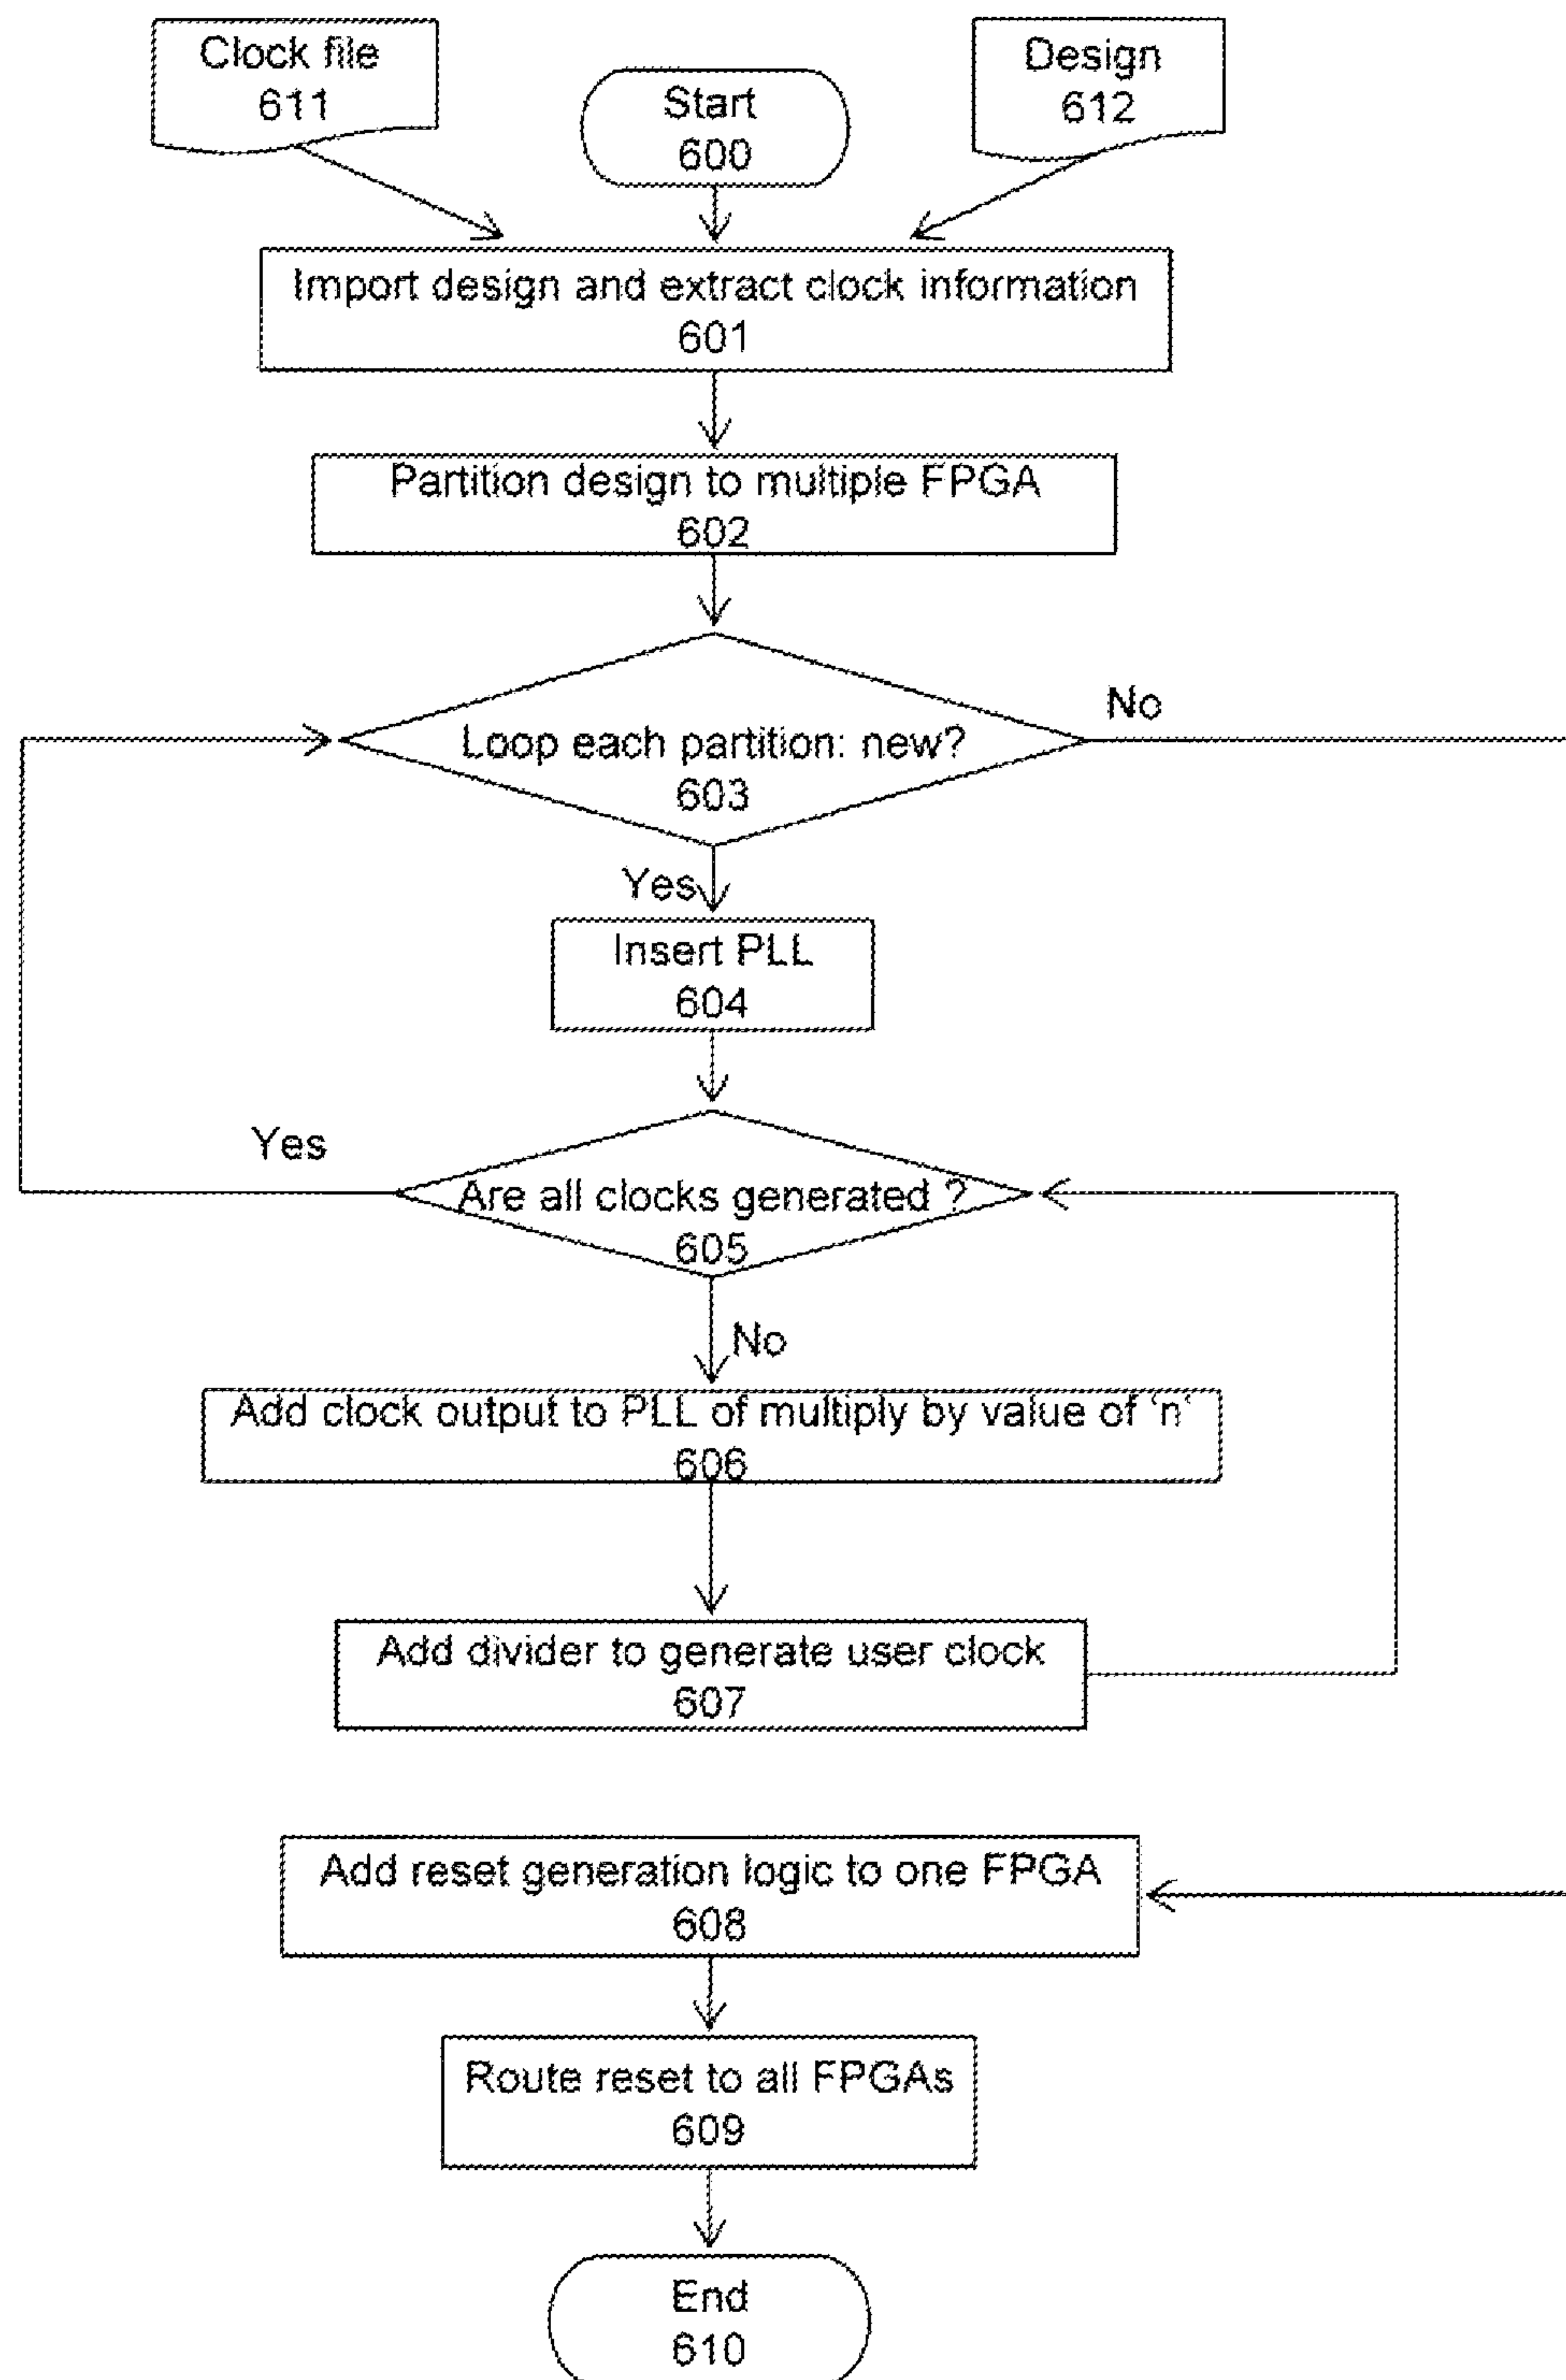 Clock file
611
Start
600
Design
612
Import design and extract clock information
601
Partition design to multiple FPGA
602
No
Loop each partition: new?
603
Yes
Insert PLL
604
Yes
Are all clocks generated ?
605
No
Add clock output to PLL of multiply by value of ‘n‘
606
Add divider to generate user clock
607
Add reset generation logic to one FPGA
608
Route reset to all FPGAs
609
End
610